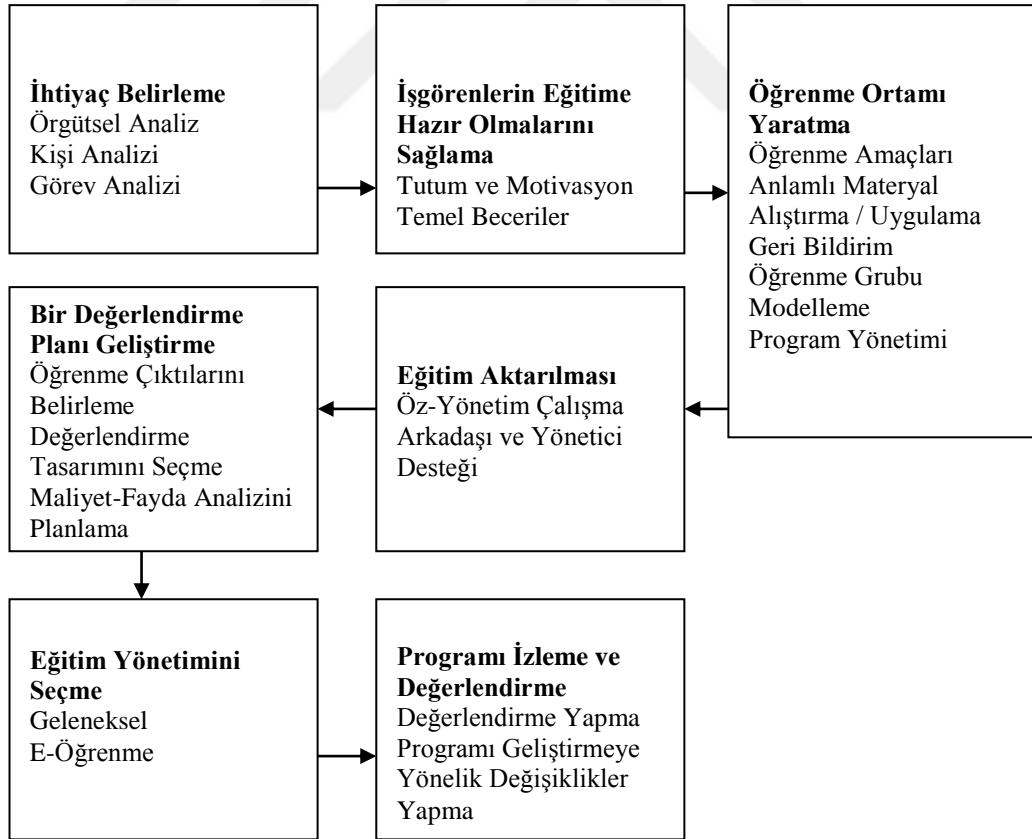 İhtiyaç Belirleme
Örgütsel Analiz
Kişi Analizi
Görev Analizi
İşgörenlerin Eğitime
Hazır Olmalarını
Sağlama
Tutum ve Motivasyon
Temel Beceriler
Öğrenme Ortamı
Yaratma
Öğrenme Amaçları
Anlamlı Materyal
Alıştırma / Uygulama
Geri Bildirim
Öğrenme Grubu
Modelleme
Program Yönetimi
Eğitim Aktarılması
Öz-Yönetim Çalışma
Arkadaşı ve Yönetici
Desteği
Bir Değerlendirme
Planı Geliştirme
Öğrenme Çıktılarını
Belirleme
Değerlendirme
Tasarımını Seçme
Maliyet-Fayda Analizini
Planlama
Eğitim Yönetimini
Seçme
Geleneksel
E-Öğrenme
Programı İzleme ve
Değerlendirme
Değerlendirme Yapma
Programı Geliştirmeye
Yönelik Değişiklikler
Yapma